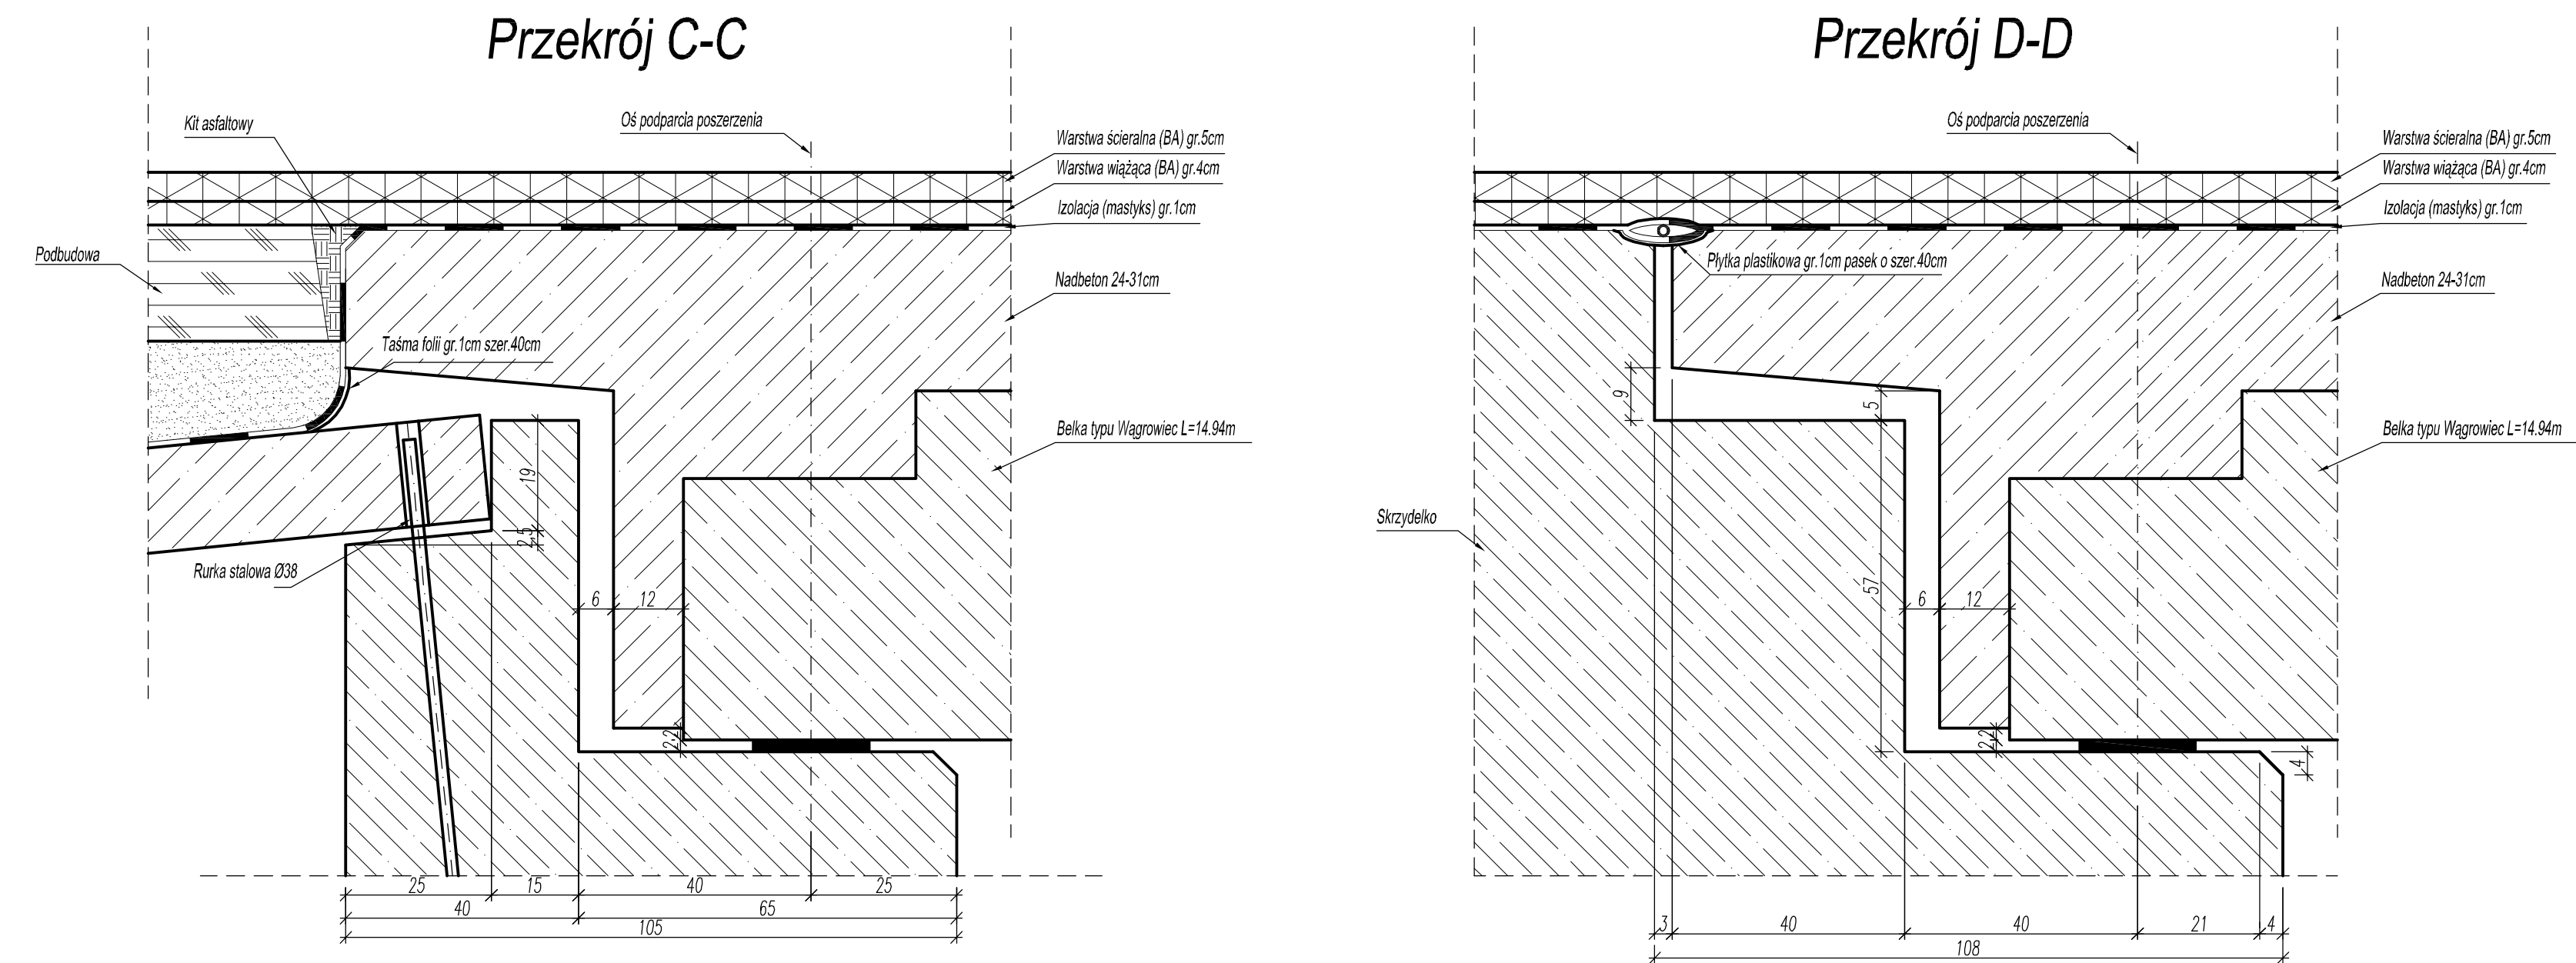 Przekrój C-C
Kit asfaltowy
Oś podparcia poszerzenia
Warstwa ścieralna (BA) gr.5cm
Warstwa wiążąca (BA) gr.4cm
Izolacja (mastyks) gr.1cm
Podbudowa
Nadbeton 24-31cm
Taśma folii gr.1cm szer.40cm
Belka typu Wągrowiec L=14.94m
19
2,5
Rurka stalowa Ø38
6
12
2,2
25
15
40
25
40
65
105
Przekrój D-D
Oś podparcia poszerzenia
Warstwa ścieralna (BA) gr.5cm
Warstwa wiążąca (BA) gr.4cm
Izolacja (mastyks) gr.1cm
Płytka plastikowa gr.1cm pasek o szer.40cm
Nadbeton 24-31cm
9
5
Belka typu Wągrowiec L=14.94m
Skrzydelko
57
6
12
2,2
4
3
40
40
21
4
108